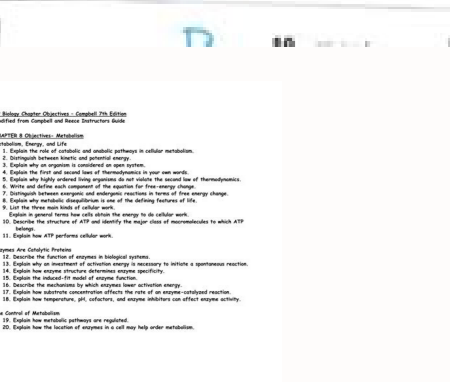 Biology Chapter Objectives - Campbell 7th Edition
dified from Campbell and Reece Instructors Guide
APTER 8 Objectives- Metabolism
tabolism, Energy, and Life
1. Explain the role of catabolic and anabolic pathways in cellular metabolism.
2. Distinguish between kinetic and potential energy.
3. Explain why an organism is considered an open system.
4. Explain the first and second laws of thermodynamics in your own words.
5. Explain why highly ordered living organisms do not violate the second law of thermodynamics.
6. Write and define each component of the equation for free-energy change.
7. Distinguish between exergonic and endergonic reactions in terms of free energy change.
8. Explain why metabolic disequilibrium is one of the defining features of life.
9. List the three main kinds of cellular work.
Explain in general terms how cells obtain the energy to do cellular work.
10. Describe the structure of ATP and identify the major class of macromolecules to which ATP
belongs.
11. Explain how ATP performs cellular work.
zymes Are Catalytic Proteins
12. Describe the function of enzymes in biological systems.
13. Explain why an investment of activation energy is necessary to initiate a spontaneous reaction.
14. Explain how enzyme structure determines enzyme specificity.
15. Explain the induced-fit model of enzyme function.
16. Describe the mechanisms by which enzymes lower activation energy.
17. Explain how substrate concentration affects the rate of an enzyme-catalyzed reaction.
18. Explain how temperature, pH, cofactors, and enzyme inhibitors can affect enzyme activity.
e Control of Metabolism
19. Explain how metabolic pathways are regulated.
20. Explain how the location of enzymes in a cell may help order metabolism.